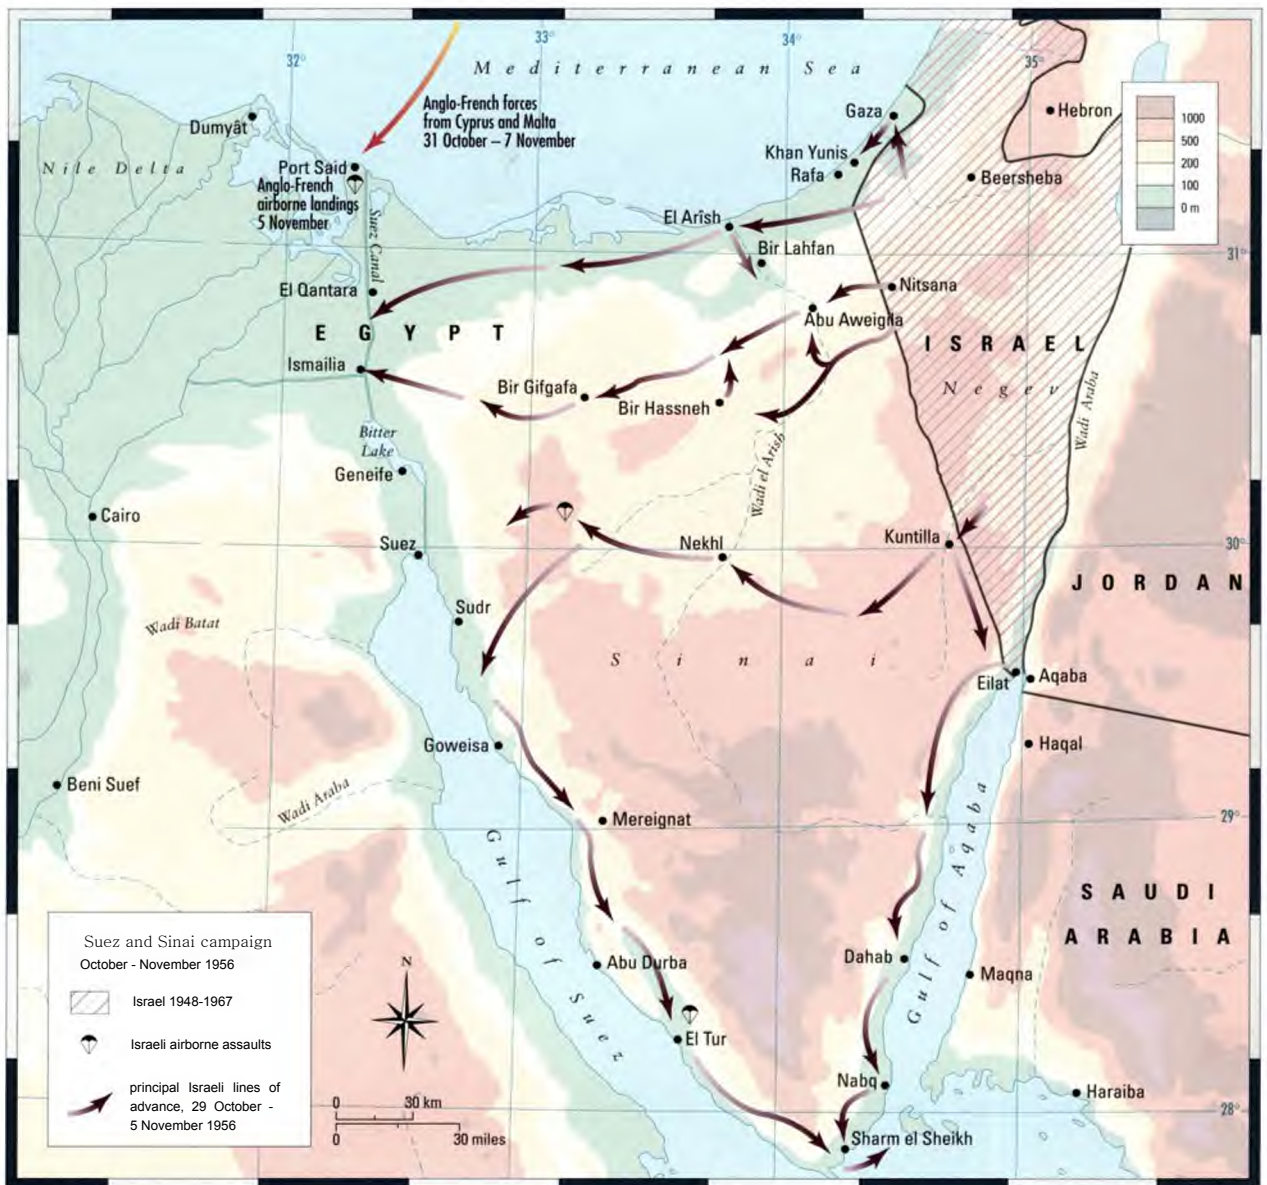 32°
33°
34°
35°
Mediterranean Sea
Anglo-French forces
from Cyprus and Malta
31 October – 7 November
Gaza
Hebron
1000
500
200
100
0 m
Dumyât
Nile Delta
Port Said
Anglo-French
airborne landings
5 November
Suez Canal
Khan Yunis
Rafa
Beersheba
El Arîsh
Bir Lahfan
31°
El Qantara
Nitsana
Abu Aweigila
EGYPT
ISRAEL
Ismailia
Negev
Wadi Araba
Bir Gifgafa
Bir Hassneh
Bitter
Lake
Geneife
Wadi el Arish
Cairo
Suez
Nekhl
Kuntilla
30°
JORDAN
Sudr
Wadi Batat
Sinai
Eilat
Aqaba
Goweisa
Haqal
Beni Suef
Wadi Araba
Mereignat
29°
Gulf of Suez
Gulf of Aqaba
SAUDI
ARABIA
Abu Durba
Dahab
Maqna
El Tur
Nabq
Haraiba
28°
Sharm el Sheikh
Suez and Sinai campaign
October - November 1956
Israel 1948-1967
Israeli airborne assaults
principal Israeli lines of
advance, 29 October -
5 November 1956
N
0 30 km
0 30 miles